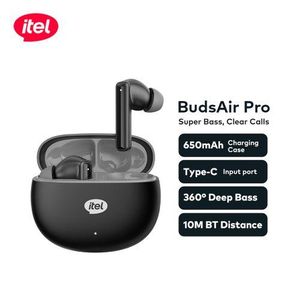 itel
BudsAir Pro
Super Bass, Clear Calls
650mAh Charging Case
Type-C Input port
360° Deep Bass
10M BT Distance
itel